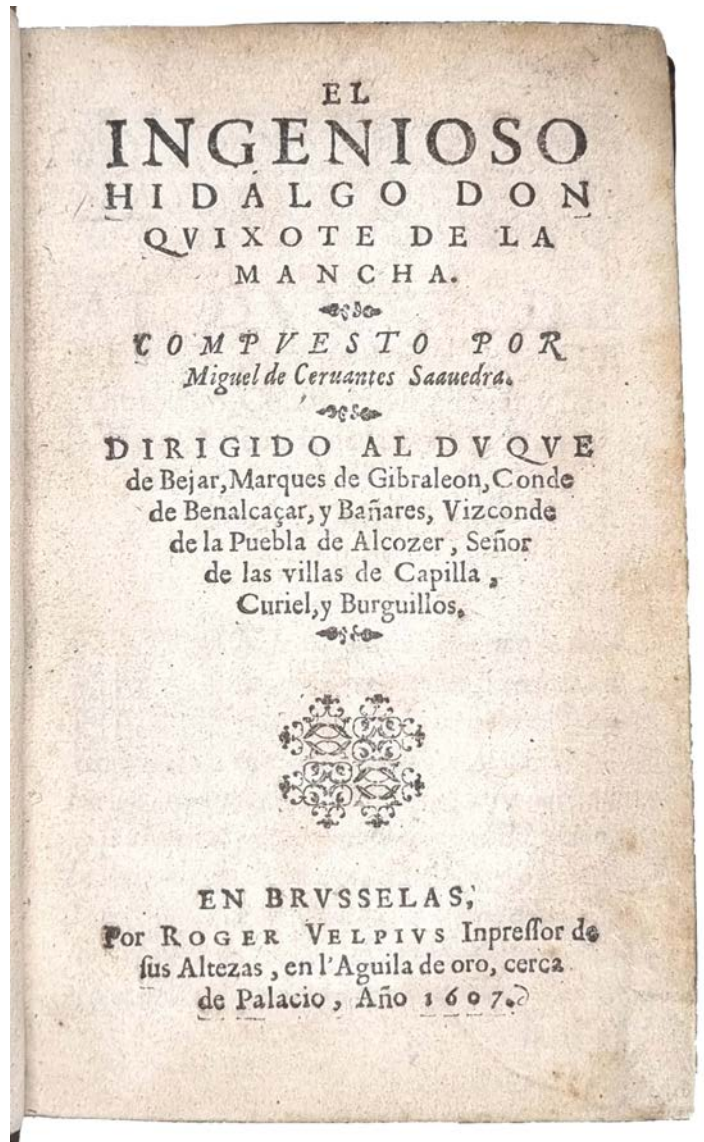 EL
INGENIOSO
HIDALGO DON
QVIXOTE DE LA
MANCHA.
COMPVESTO POR
Miguel de Ceruantes Saauedra.
DIRIGIDO AL DVQVE
de Bejar, Marques de Gibraleon, Conde
de Benalcaçar, y Bañares, Vizconde
de la Puebla de Alcozer, Señor
de las villas de Capilla,
Curiel, y Burguillos.
EN BRVSSELAS,
Por ROGER VELPIVS Inpreſſor de
ſus Altezas, en l'Aguila de oro, cerca
de Palacio, Año 1607.